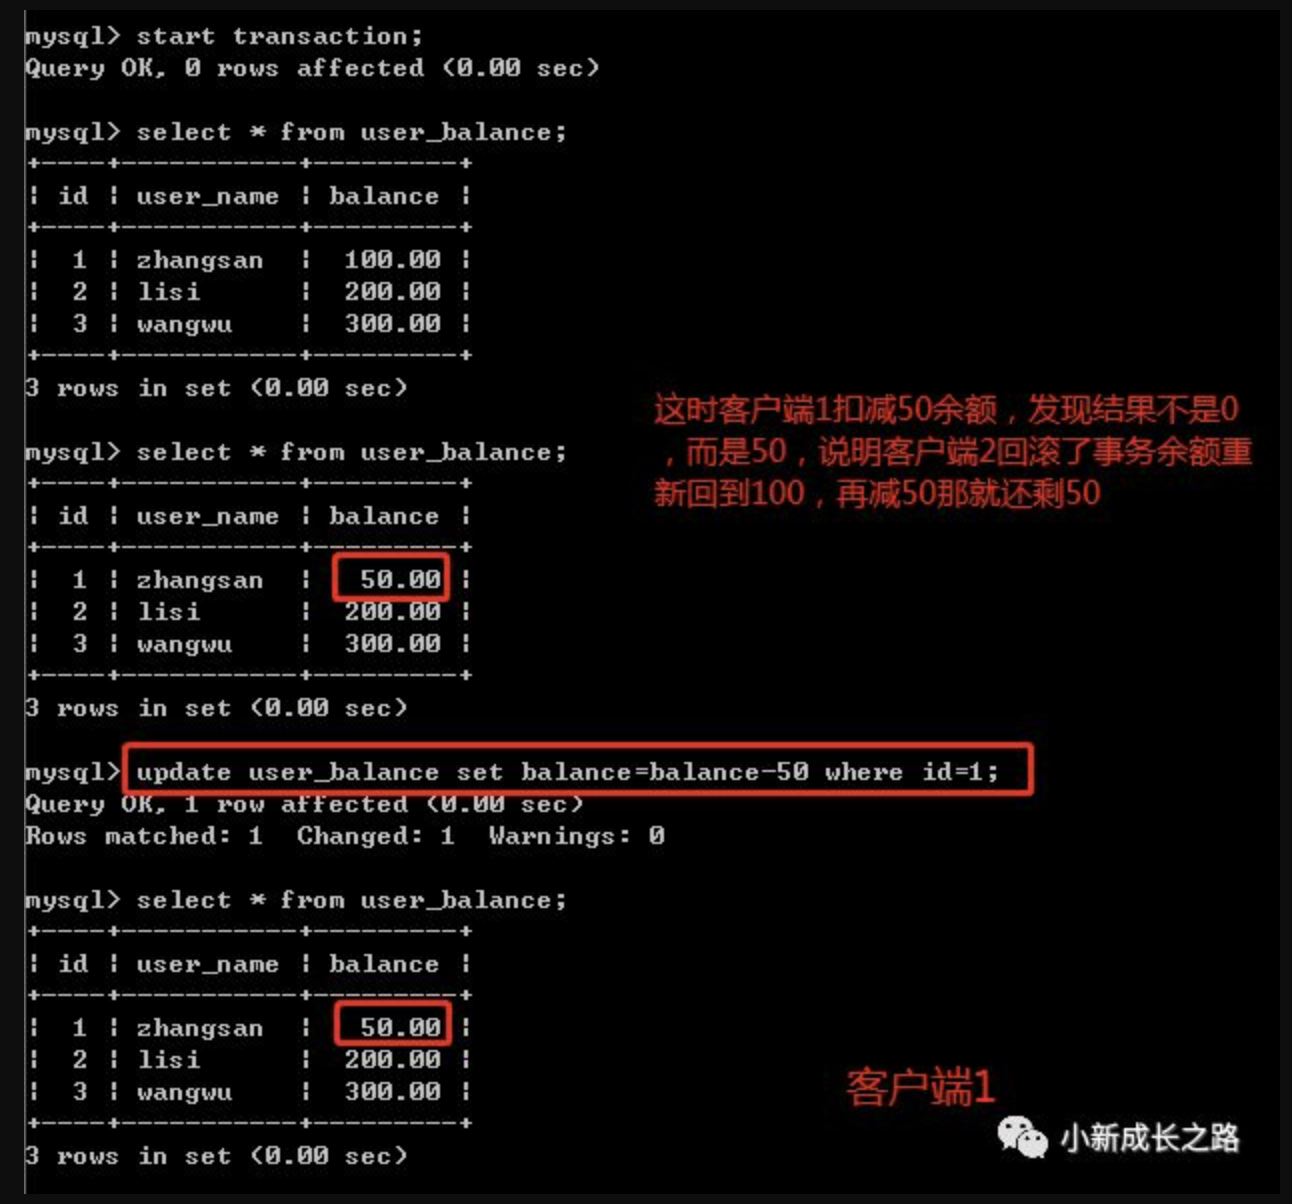 mysql> start transaction;
Query OK, 0 rows affected (0.00 sec)
mysql> select * from user_balance;
+----+-----------+---------+
| id | user_name | balance |
+----+-----------+---------+
| 1 | zhangsan | 100.00 |
| 2 | lisi | 200.00 |
| 3 | wangwu | 300.00 |
+----+-----------+---------+
3 rows in set (0.00 sec)
这时客户端1扣减50余额，发现结果不是0
，而是50，说明客户端2回滚了事务余额重
新回到100，再减50那就还剩50
mysql> select * from user_balance;
+----+-----------+---------+
| id | user_name | balance |
+----+-----------+---------+
| 1 | zhangsan | 50.00 |
| 2 | lisi | 200.00 |
| 3 | wangwu | 300.00 |
+----+-----------+---------+
3 rows in set (0.00 sec)
mysql> update user_balance set balance=balance-50 where id=1;
Query OK, 1 row affected (0.00 sec)
Rows matched: 1 Changed: 1 Warnings: 0
mysql> select * from user_balance;
+----+-----------+---------+
| id | user_name | balance |
+----+-----------+---------+
| 1 | zhangsan | 50.00 |
| 2 | lisi | 200.00 |
| 3 | wangwu | 300.00 |
+----+-----------+---------+
3 rows in set (0.00 sec)
客户端1
小新成长之路